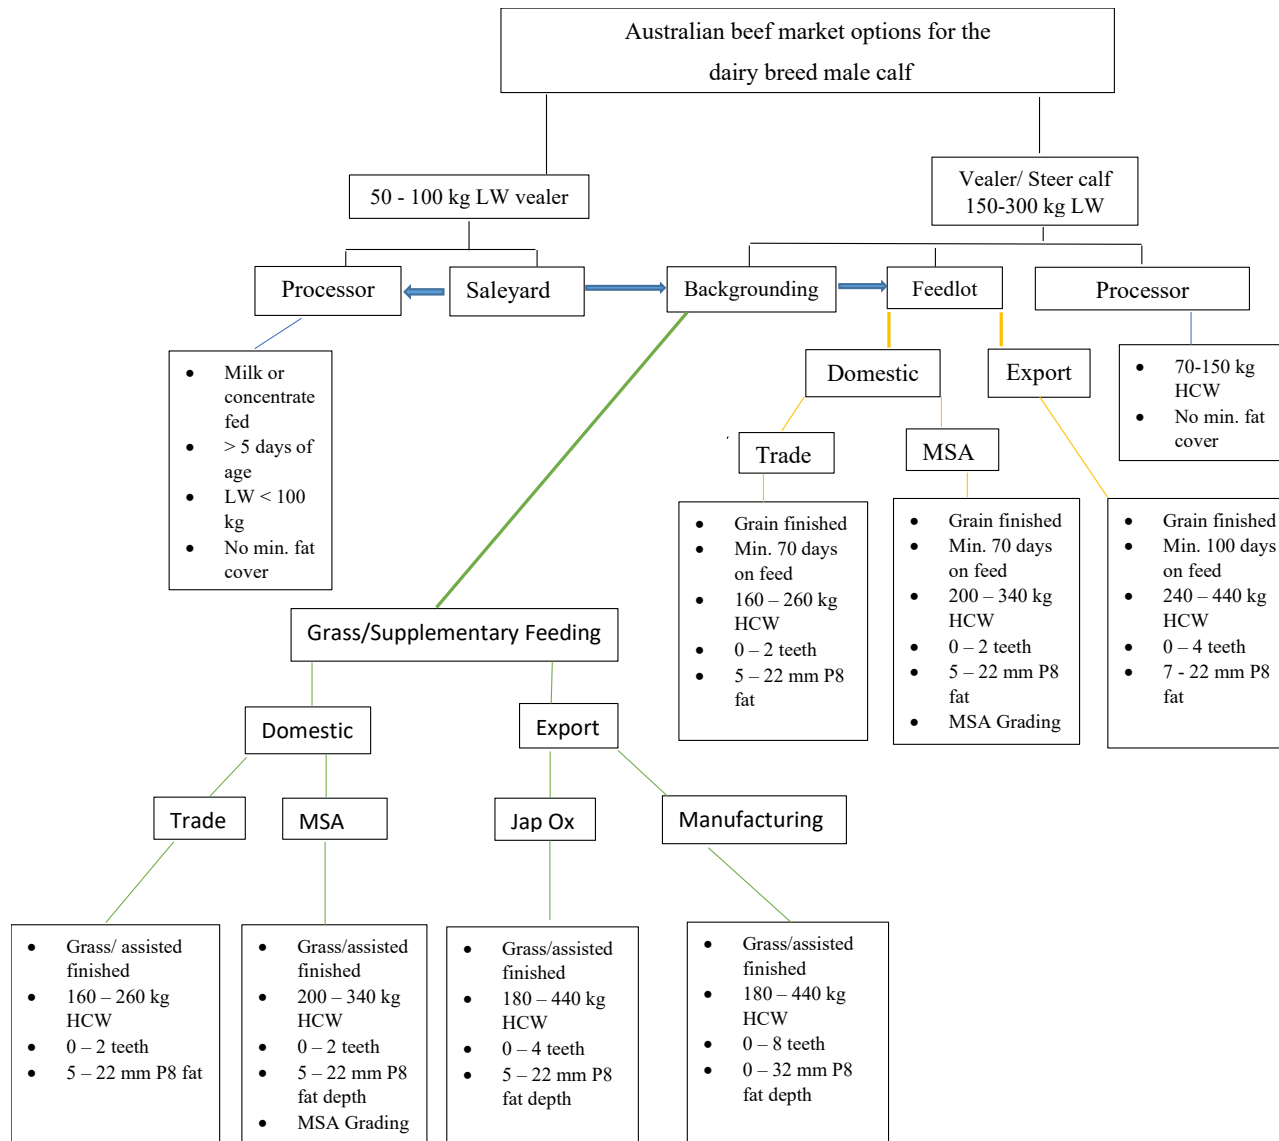 Australian beef market options for the
dairy breed male calf
50 - 100 kg LW vealer
Vealer/ Steer calf
150-300 kg LW
Processor
Saleyard
Backgrounding
Feedlot
Processor
• Milk or
concentrate
fed
• > 5 days of
age
• LW < 100
kg
• No min. fat
cover
Domestic
Export
• 70-150 kg
HCW
• No min. fat
cover
Trade
MSA
• Grain finished
• Min. 70 days
on feed
• 160 – 260 kg
HCW
• 0 – 2 teeth
• 5 – 22 mm P8
fat
• Grain finished
• Min. 70 days
on feed
• 200 – 340 kg
HCW
• 0 – 2 teeth
• 5 – 22 mm P8
fat
• MSA Grading
• Grain finished
• Min. 100 days
on feed
• 240 – 440 kg
HCW
• 0 – 4 teeth
• 7 - 22 mm P8
fat
Grass/Supplementary Feeding
Domestic
Export
Trade
MSA
Jap Ox
Manufacturing
• Grass/ assisted
finished
• 160 – 260 kg
HCW
• 0 – 2 teeth
• 5 – 22 mm P8 fat
• Grass/assisted
finished
• 200 – 340 kg
HCW
• 0 – 2 teeth
• 5 – 22 mm P8
fat depth
• MSA Grading
• Grass/assisted
finished
• 180 – 440 kg
HCW
• 0 – 4 teeth
• 5 – 22 mm P8
fat depth
• Grass/assisted
finished
• 180 – 440 kg
HCW
• 0 – 8 teeth
• 0 – 32 mm P8
fat depth